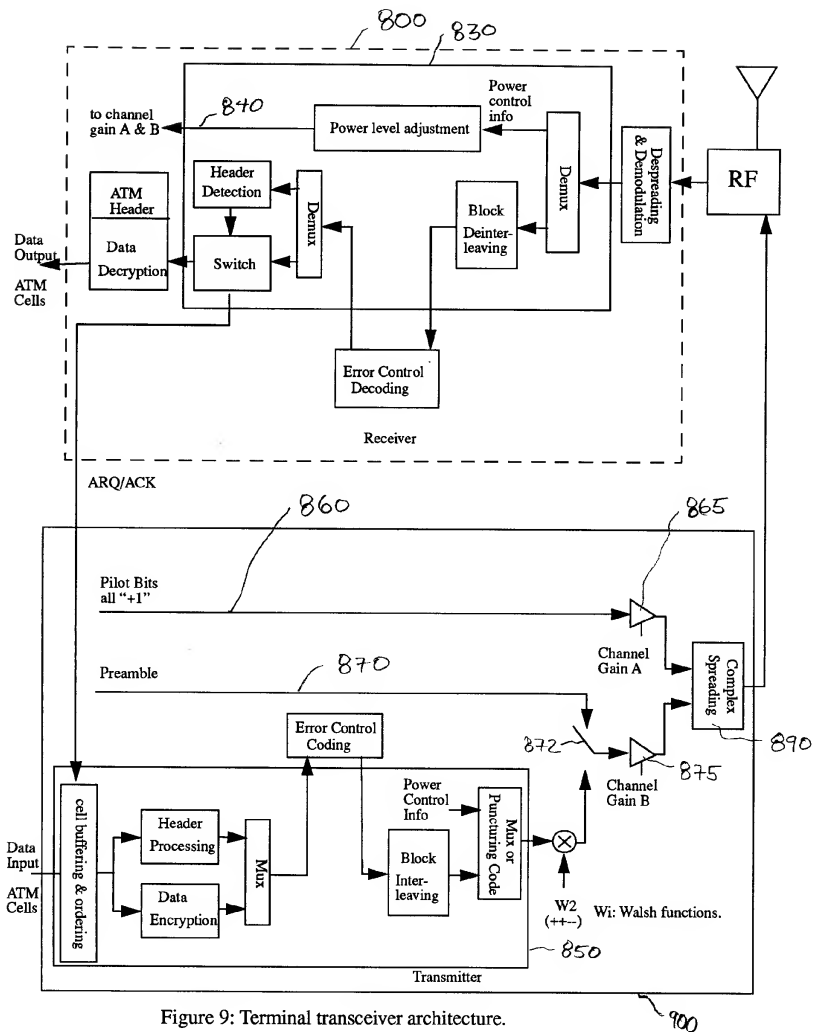 800
830
to channel
gain A & B
840
Power level adjustment
Power
control
info
Demux
Despreading
& Demodulation
RF
Header
Detection
Demux
Block
Deinter-
leaving
ATM
Header
Data
Decryption
Switch
Data
Output
ATM
Cells
Error Control
Decoding
Receiver
ARQ/ACK
860
865
Pilot Bits
all "+1"
Channel
Gain A
Complex
Spreading
Preamble
870
872
875
890
Channel
Gain B
Error Control
Coding
Data
Input
ATM
Cells
cell buffering & ordering
Header
Processing
Data
Encryption
Mux
Power
Control
Info
Block
Inter-
leaving
Mux or
Puncturing Code
W2
(++--)
Wi: Walsh functions.
850
Transmitter
900
Figure 9: Terminal transceiver architecture.